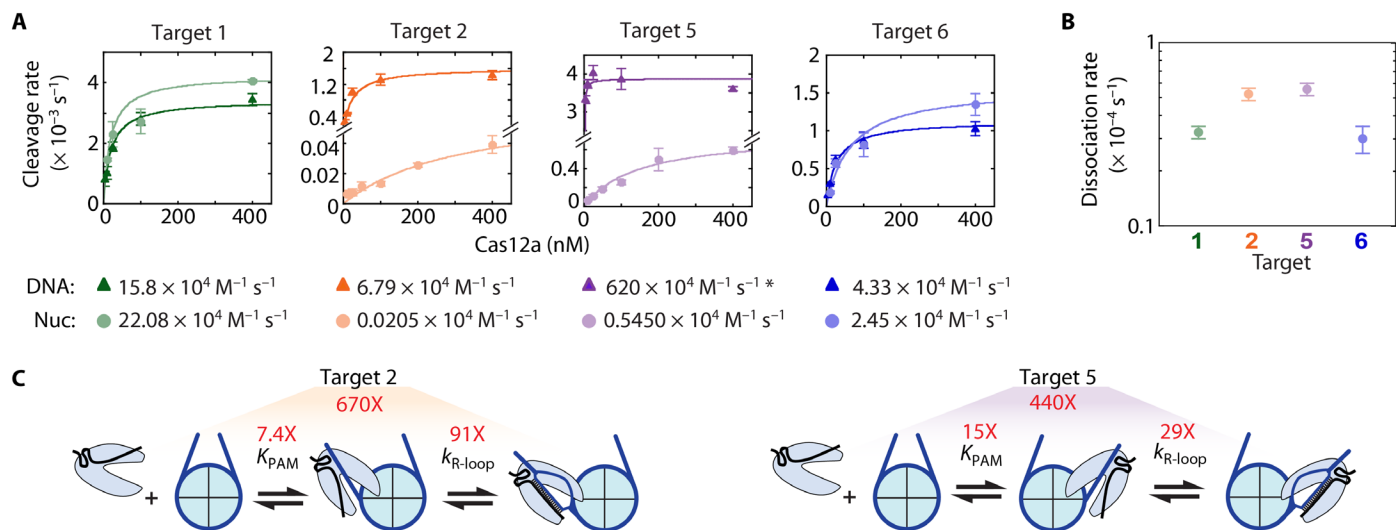 A
Target 1
Target 2
Target 5
Target 6
Cleavage rate
(× 10⁻³ s⁻¹)
4
2
0
0 200 400
2
1.2
0.4
0.04
0.02
0
0 200 400
4
3
0.4
0
0 200 400
2
1.5
1
0.5
0
0 200 400
Cas12a (nM)
DNA: 15.8 × 10⁴ M⁻¹ s⁻¹ 6.79 × 10⁴ M⁻¹ s⁻¹ 620 × 10⁴ M⁻¹ s⁻¹ * 4.33 × 10⁴ M⁻¹ s⁻¹
Nuc: 22.08 × 10⁴ M⁻¹ s⁻¹ 0.0205 × 10⁴ M⁻¹ s⁻¹ 0.5450 × 10⁴ M⁻¹ s⁻¹ 2.45 × 10⁴ M⁻¹ s⁻¹
B
Dissociation rate
(× 10⁻⁴ s⁻¹)
1
0.1
1 2 5 6
Target
C
Target 2
670X
7.4X
K_PAM
91X
k_R-loop
+
Target 5
440X
15X
K_PAM
29X
k_R-loop
+